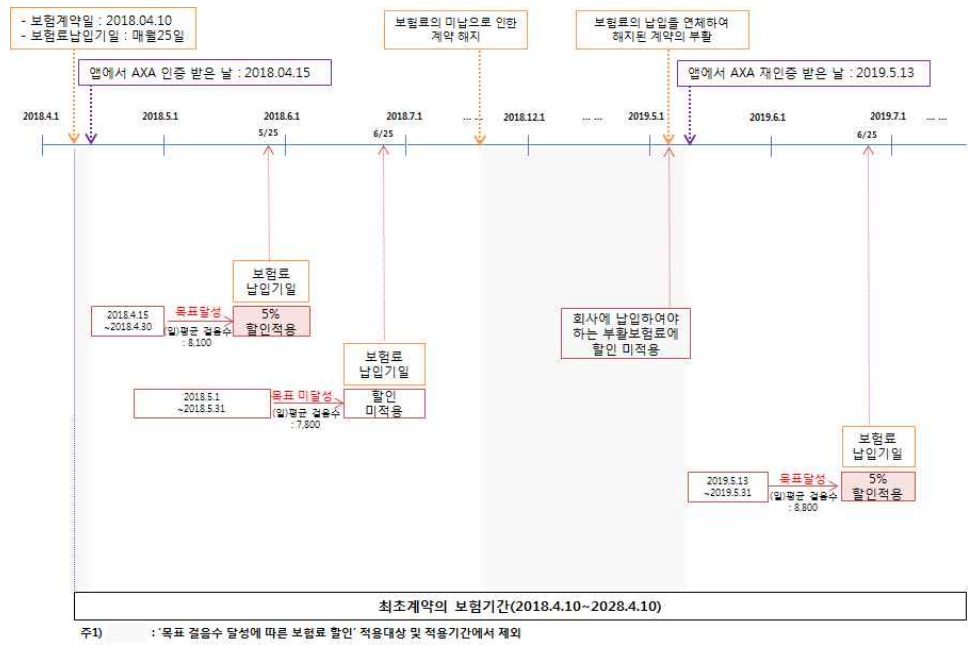 - 보험계약일 : 2018.04.10
- 보험료납입기일 : 매월25일
보험료의 미납으로 인한
계약 해지
보험료의 납입을 연체하여
해지된 계약의 부활
앱에서 AXA 인증 받은 날 : 2018.04.15
앱에서 AXA 재인증 받은 날 : 2019.5.13
2018.4.1
2018.5.1
2018.6.1
2018.7.1
... ...
2018.12.1
... ...
2019.5.1
2019.6.1
2019.7.1
... ...
5/25
6/25
6/25
보험료
납입기일
2018.4.15
~2018.4.30
목표달성
(일)평균 걸음수
: 8,100
5%
할인적용
회사에 납입하여야
하는 부활보험료에
할인 미적용
보험료
납입기일
2018.5.1
~2018.5.31
목표 미달성
(일)평균 걸음수
: 7,800
할인
미적용
보험료
납입기일
2019.5.13
~2019.5.31
목표달성
(일)평균 걸음수
: 8,800
5%
할인적용
최초계약의 보험기간(2018.4.10~2028.4.10)
주1) : '목표 걸음수 달성에 따른 보험료 할인' 적용대상 및 적용기간에서 제외